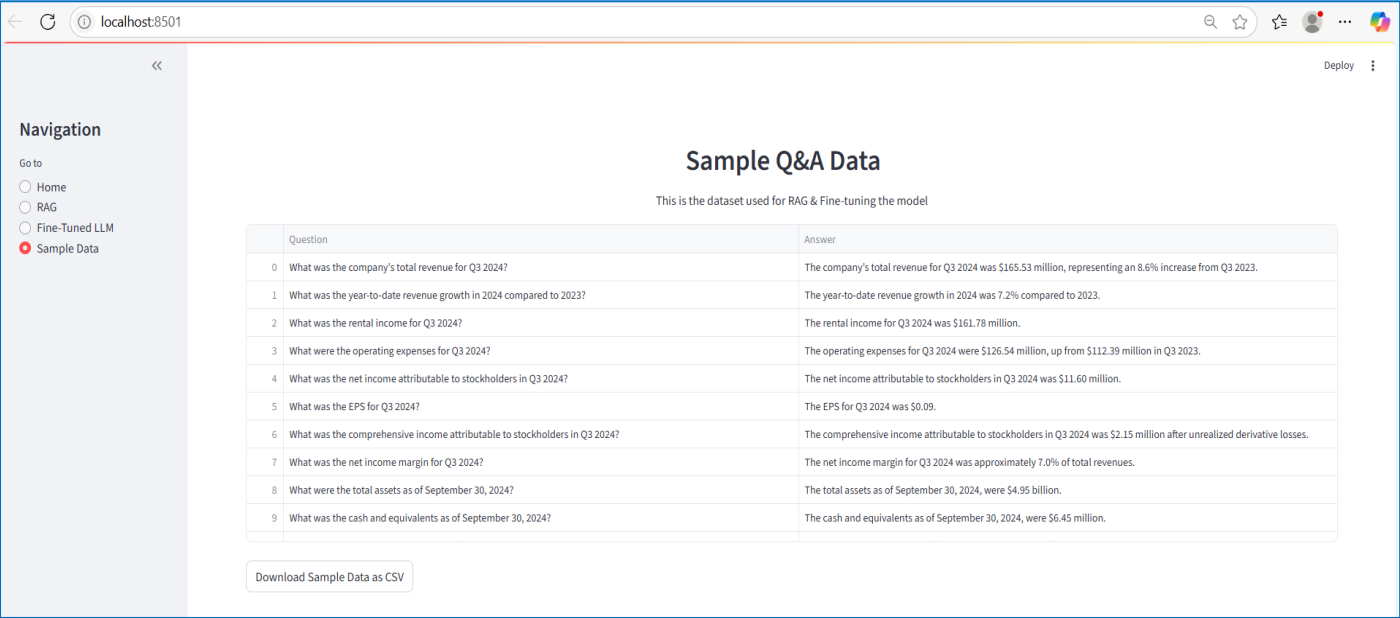 localhost:8501
Deploy
Navigation
Go to
Home
RAG
Fine-Tuned LLM
Sample Data
Sample Q&A Data
This is the dataset used for RAG & Fine-tuning the model
Question Answer
0 What was the company's total revenue for Q3 2024? The company's total revenue for Q3 2024 was $165.53 million, representing an 8.6% increase from Q3 2023.
1 What was the year-to-date revenue growth in 2024 compared to 2023? The year-to-date revenue growth in 2024 was 7.2% compared to 2023.
2 What was the rental income for Q3 2024? The rental income for Q3 2024 was $161.78 million.
3 What were the operating expenses for Q3 2024? The operating expenses for Q3 2024 were $126.54 million, up from $112.39 million in Q3 2023.
4 What was the net income attributable to stockholders in Q3 2024? The net income attributable to stockholders in Q3 2024 was $11.60 million.
5 What was the EPS for Q3 2024? The EPS for Q3 2024 was $0.09.
6 What was the comprehensive income attributable to stockholders in Q3 2024? The comprehensive income attributable to stockholders in Q3 2024 was $2.15 million after unrealized derivative losses.
7 What was the net income margin for Q3 2024? The net income margin for Q3 2024 was approximately 7.0% of total revenues.
8 What were the total assets as of September 30, 2024? The total assets as of September 30, 2024, were $4.95 billion.
9 What was the cash and equivalents as of September 30, 2024? The cash and equivalents as of September 30, 2024, were $6.45 million.
Download Sample Data as CSV